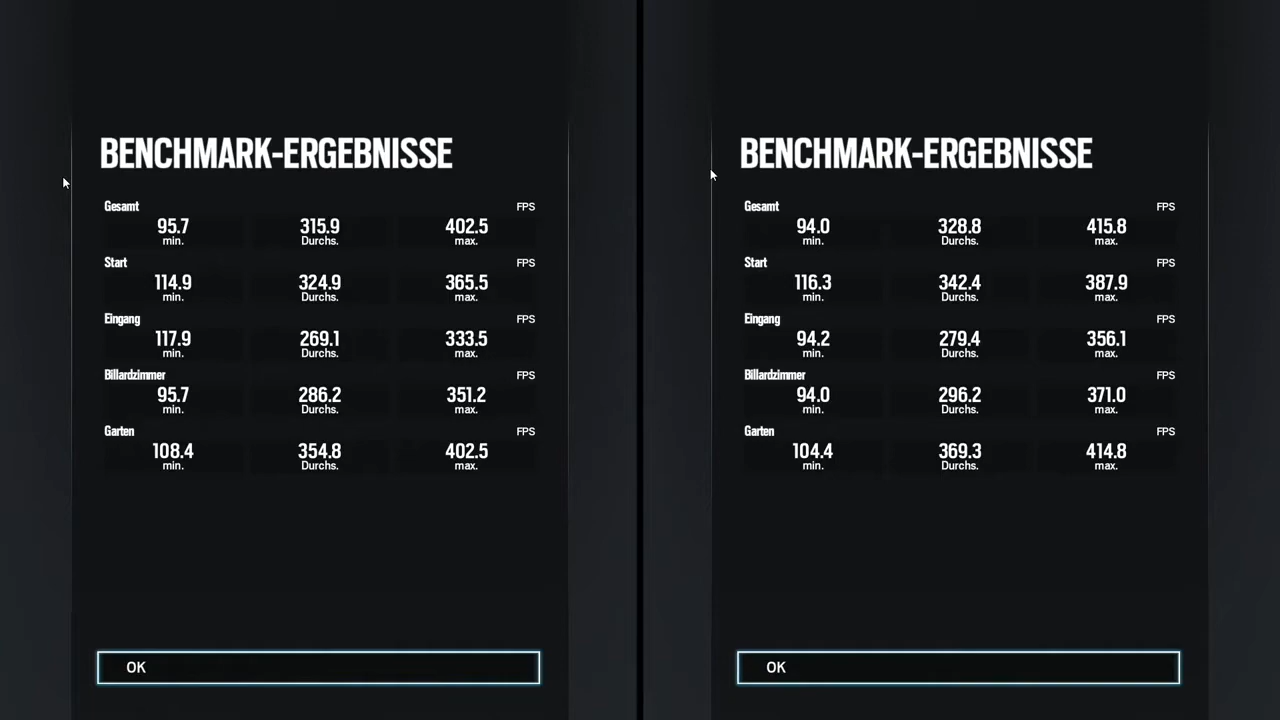 BENCHMARK-ERGEBNISSE
Gesamt FPS
95.7 315.9 402.5
min. Durchs. max.
Start FPS
114.9 324.9 365.5
min. Durchs. max.
Eingang FPS
117.9 269.1 333.5
min. Durchs. max.
Billardzimmer FPS
95.7 286.2 351.2
min. Durchs. max.
Garten FPS
108.4 354.8 402.5
min. Durchs. max.
OK
BENCHMARK-ERGEBNISSE
Gesamt FPS
94.0 328.8 415.8
min. Durchs. max.
Start FPS
116.3 342.4 387.9
min. Durchs. max.
Eingang FPS
94.2 279.4 356.1
min. Durchs. max.
Billardzimmer FPS
94.0 296.2 371.0
min. Durchs. max.
Garten FPS
104.4 369.3 414.8
min. Durchs. max.
OK